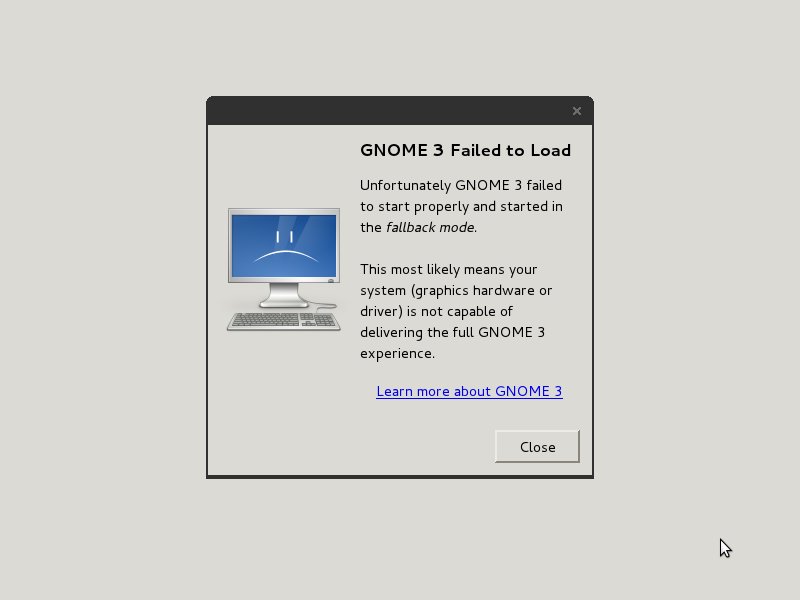 GNOME 3 Failed to Load
Unfortunately GNOME 3 failed
to start properly and started in
the fallback mode.
This most likely means your
system (graphics hardware or
driver) is not capable of
delivering the full GNOME 3
experience.
Learn more about GNOME 3
Close